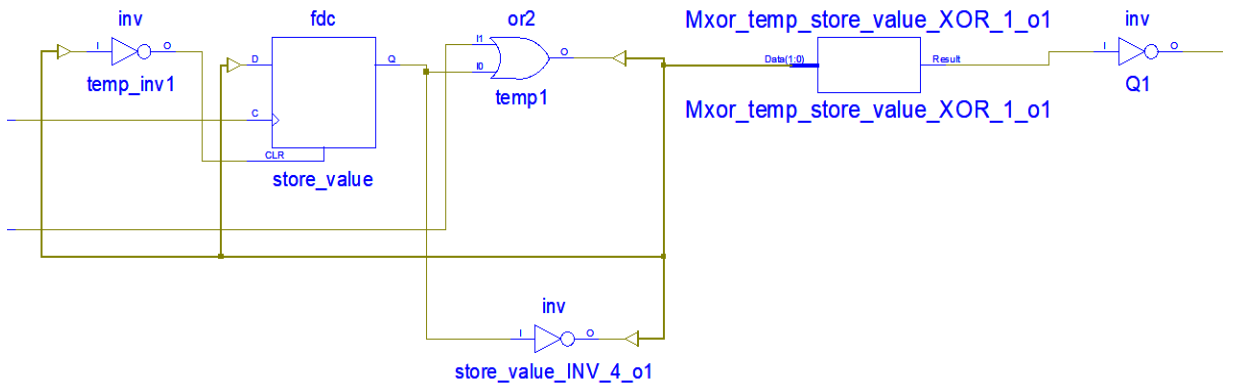 inv
fdc
or2
Mxor_temp_store_value_XOR_1_o1
inv
I
O
D
Q
I1
I0
O
Data(1:0)
Result
I
O
temp_inv1
temp1
Q1
C
Mxor_temp_store_value_XOR_1_o1
CLR
store_value
inv
I
O
store_value_INV_4_o1